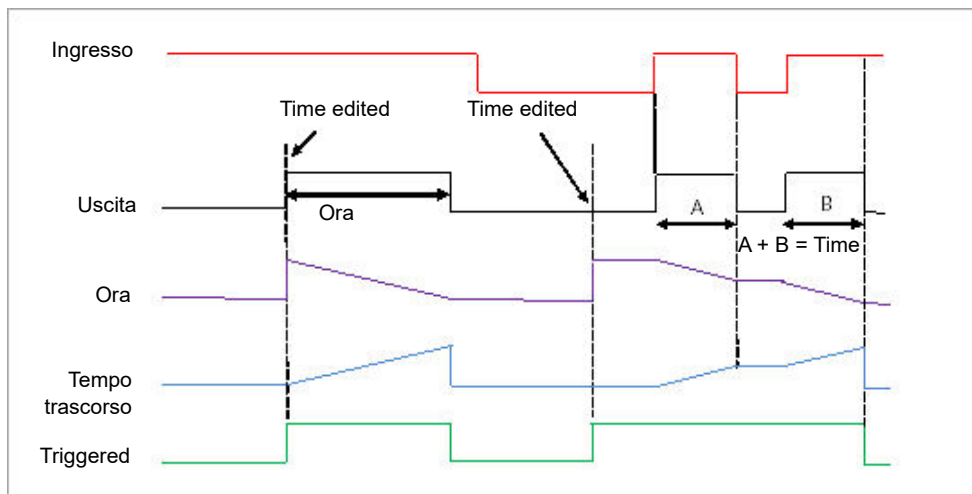 Ingresso
Time edited
Time edited
Uscita
Ora
A
B
A + B = Time
Ora
Tempo
trascorso
Triggered